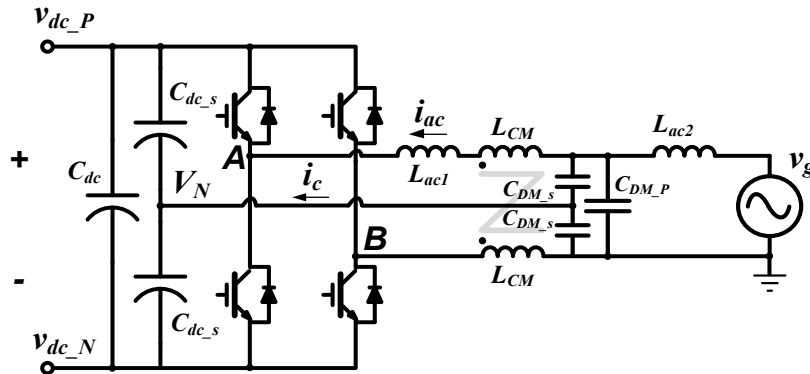 v_dc_P
C_dc_s
i_ac
L_CM
L_ac2
A
L_ac1
+
C_dc
V_N
i_c
C_DM_s
C_DM_P
v_g
C_DM_s
B
-
C_dc_s
L_CM
v_dc_N